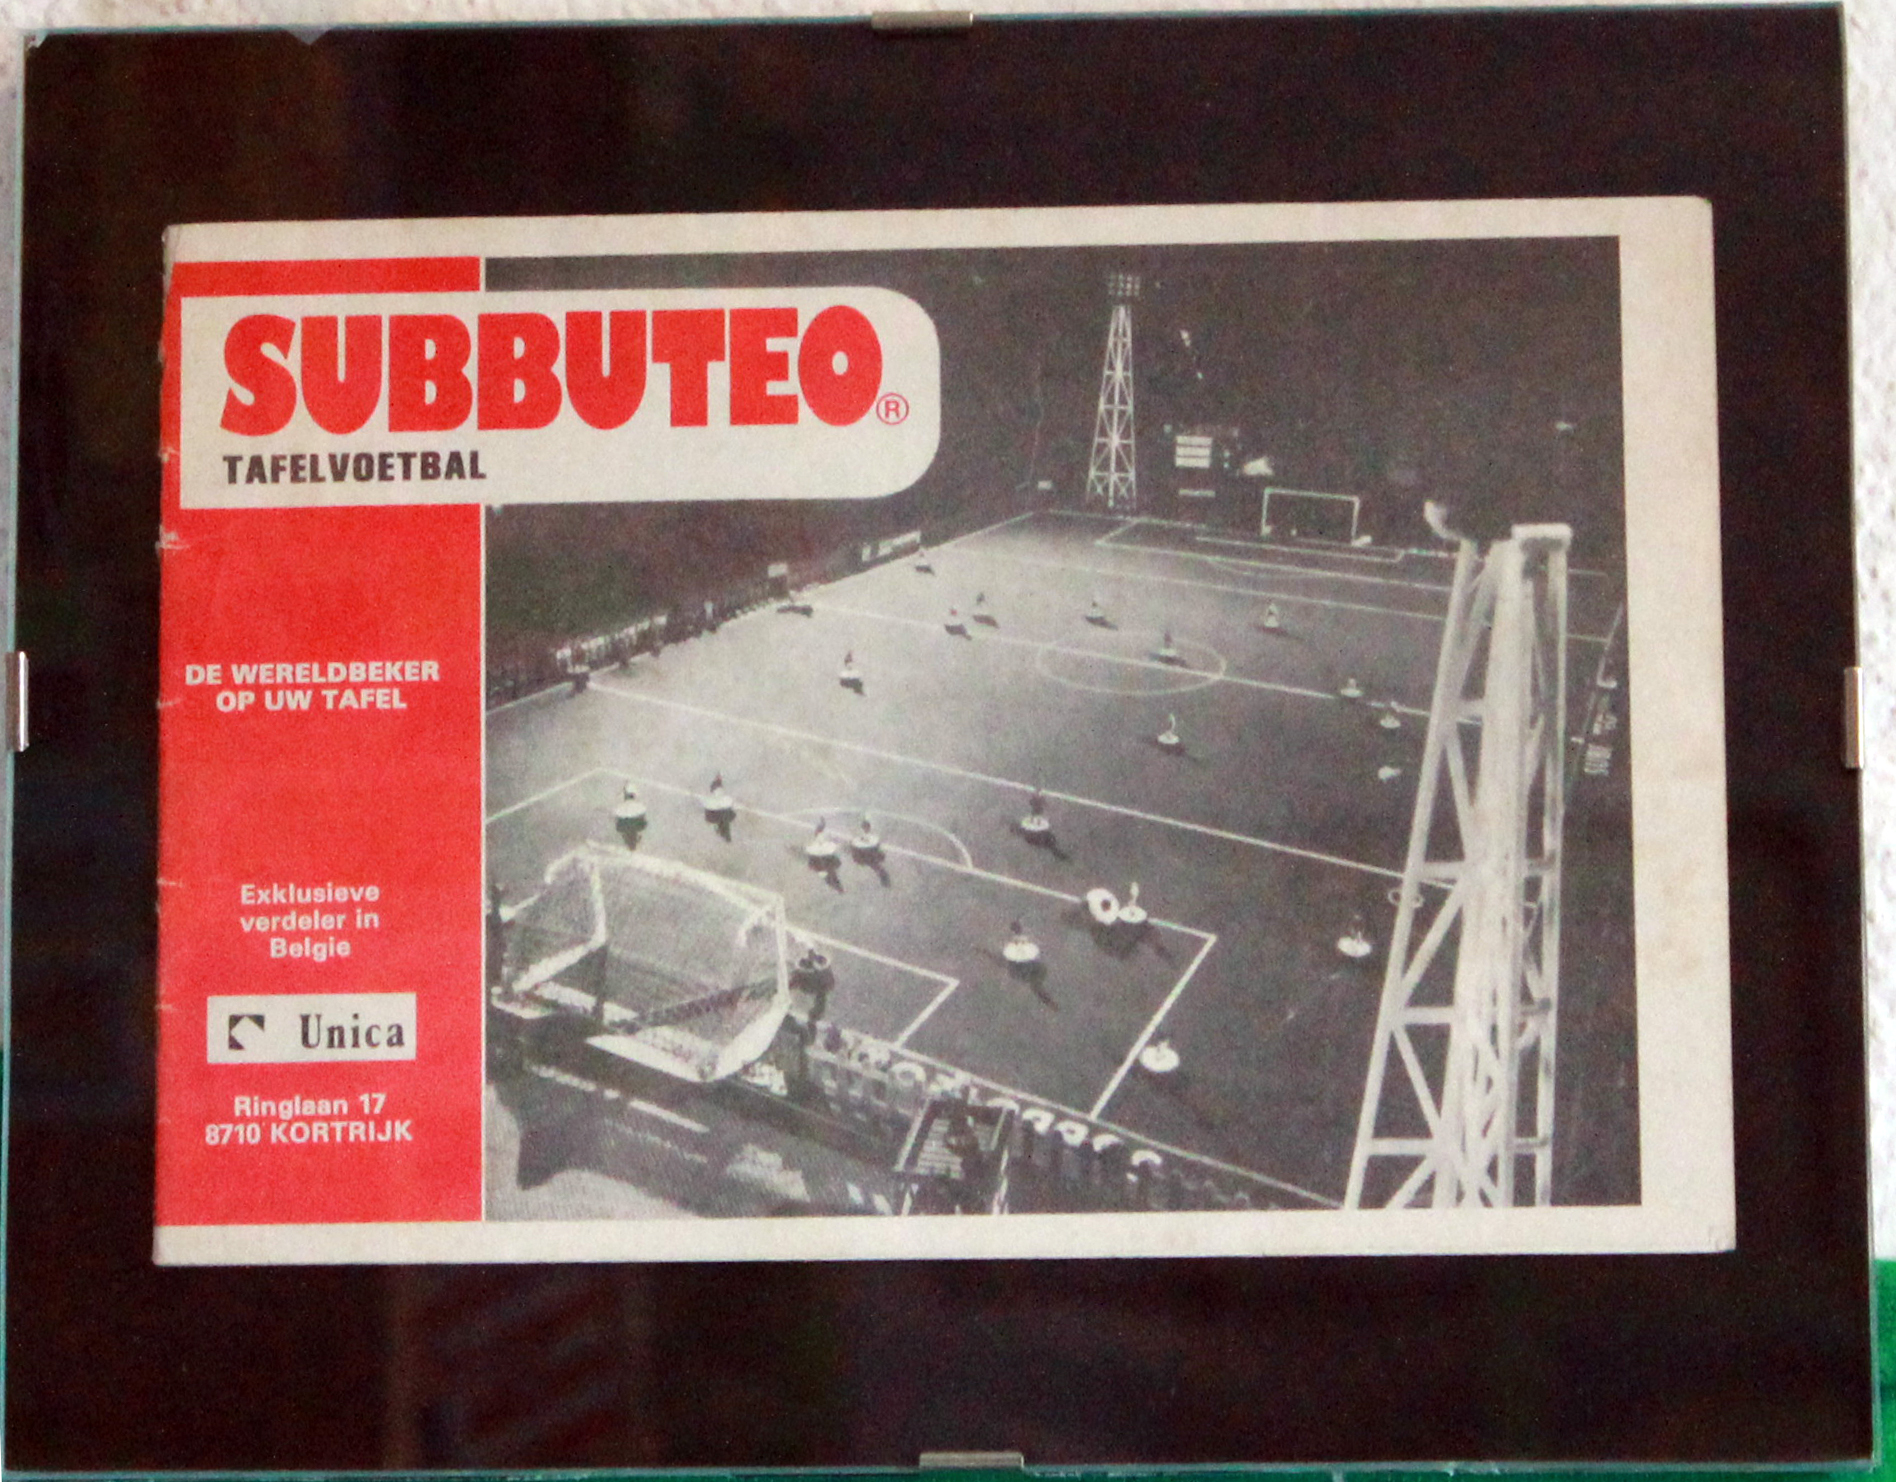 SUBBUTEO®
TAFELVOETBAL
DE WERELDBEKER
OP UW TAFEL
Exklusieve
verdeler in
Belgie
Unica
Ringlaan 17
8710 KORTRIJK